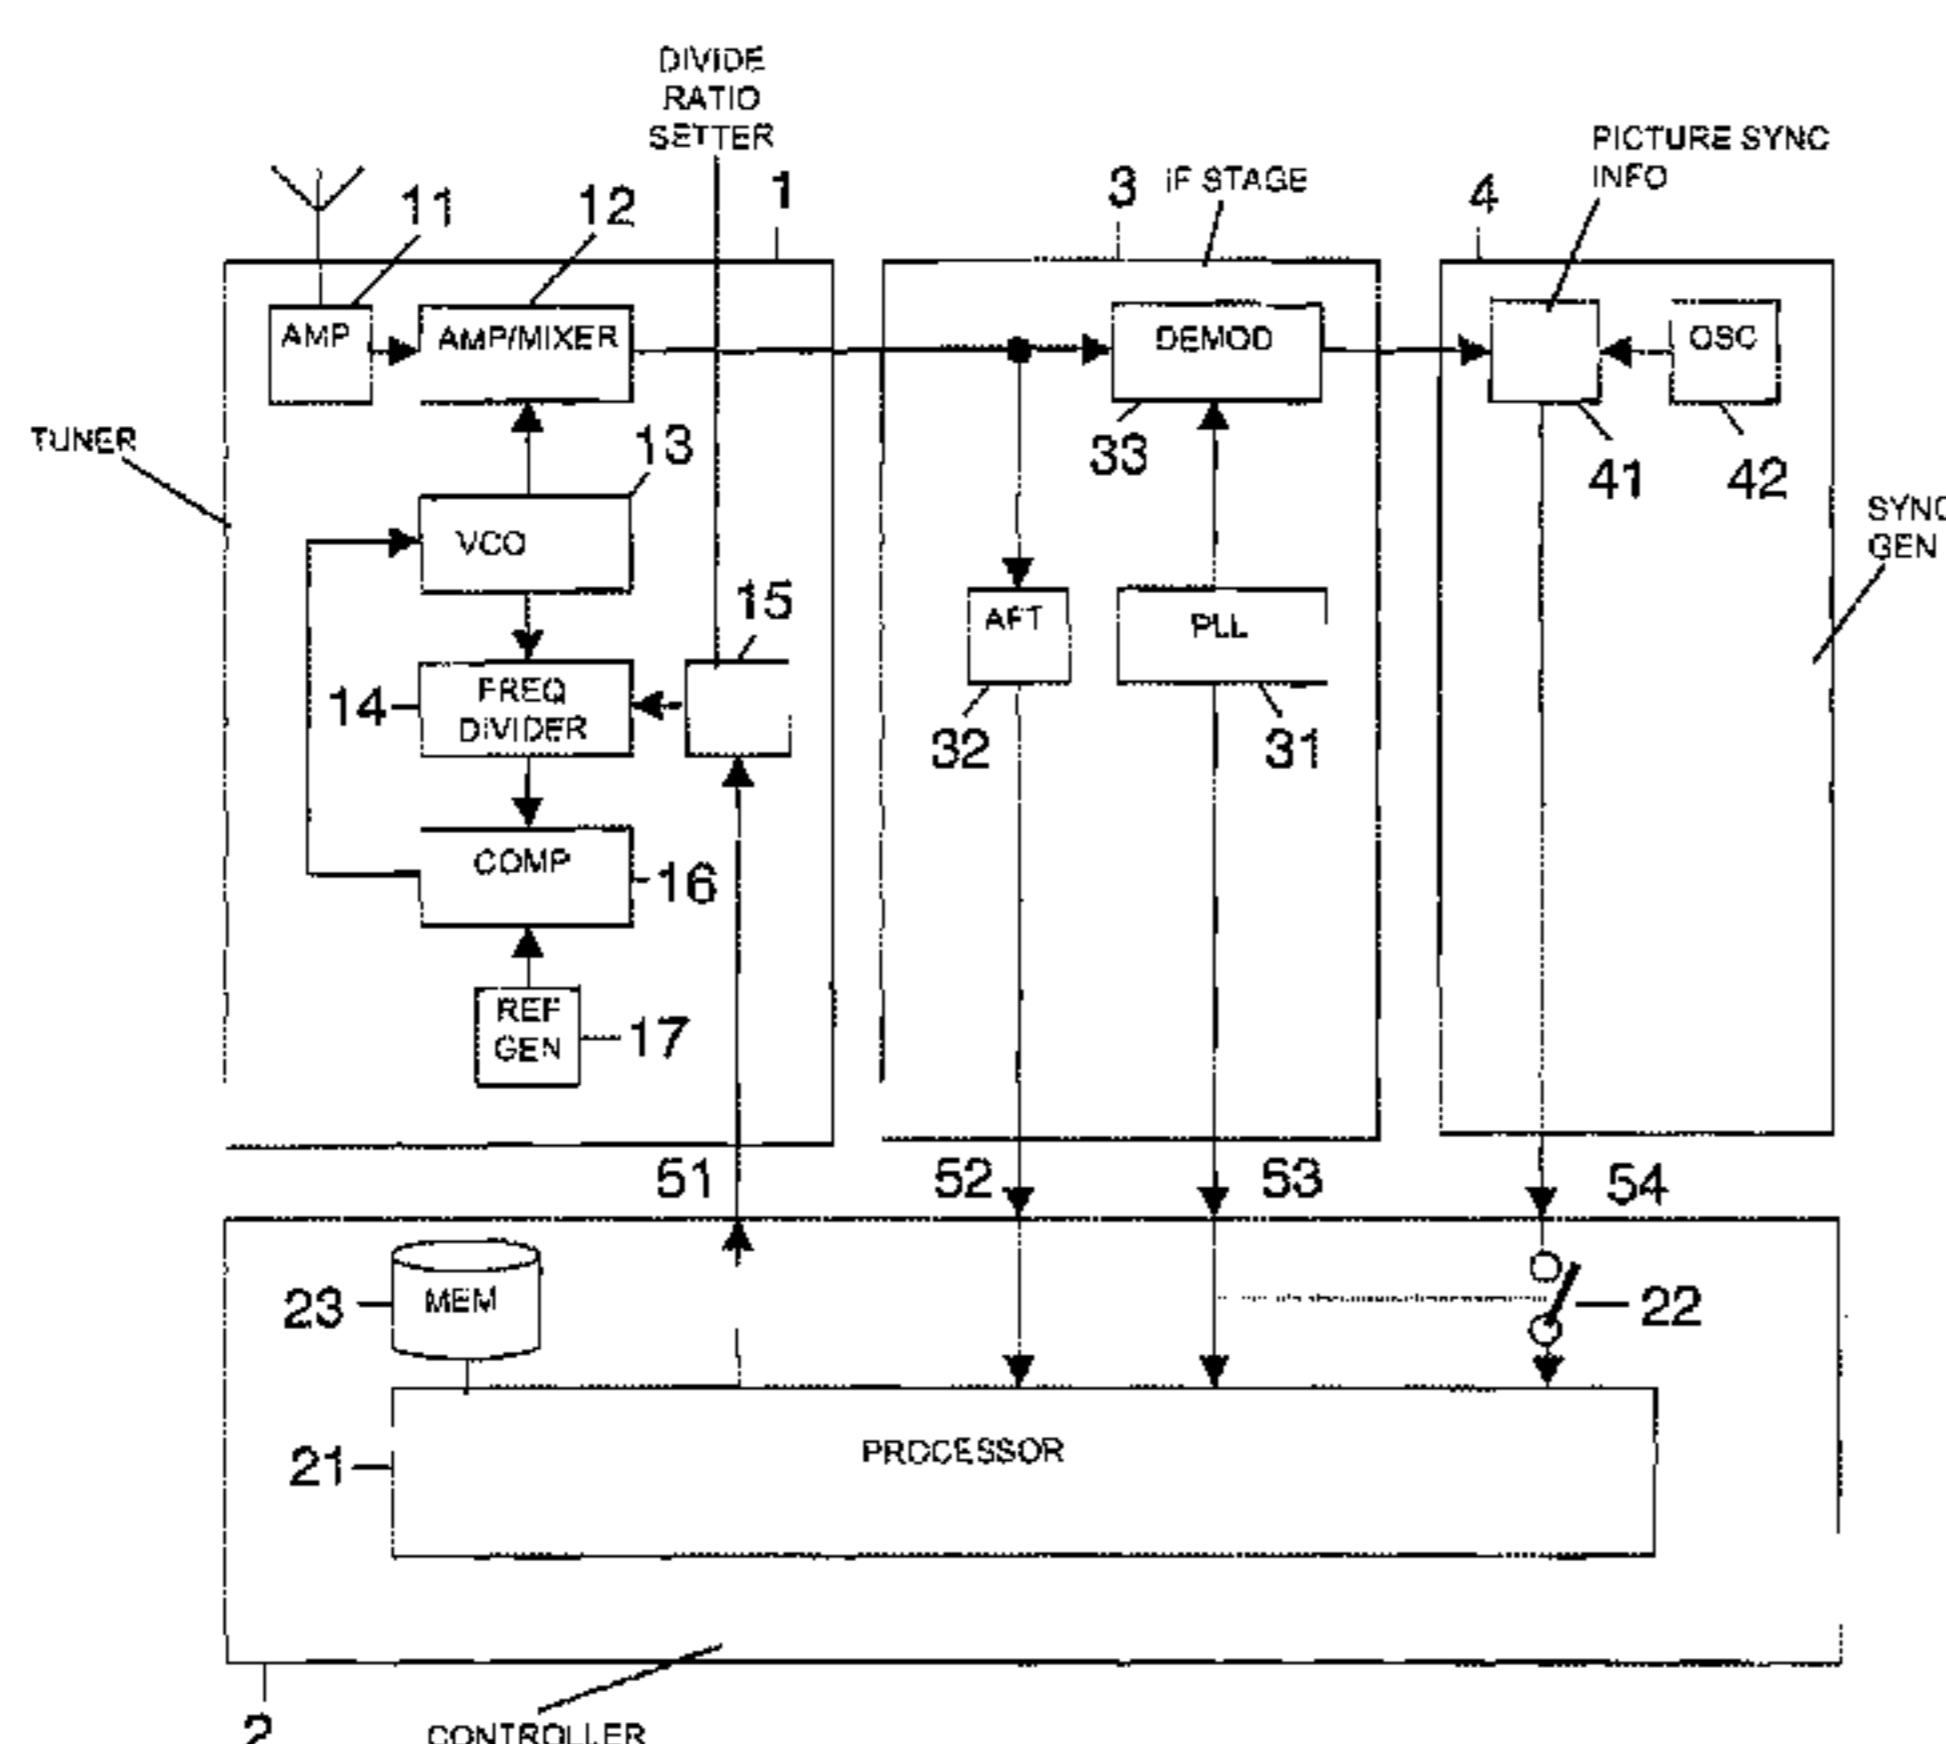 DIVIDE
RATIO
SETTER
PICTURE SYNC
INFO
11
12
1
3
IF STAGE
4
AMP
AMP/MIXER
DEMOD
OSC
TUNER
13
33
41
42
VCO
SYNC
GEN
15
AFT
PLL
14
FREQ
DIVIDER
32
31
COMP
16
REF
GEN
17
51
52
53
54
23
MEM
22
21
PROCESSOR
2
CONTROLLER